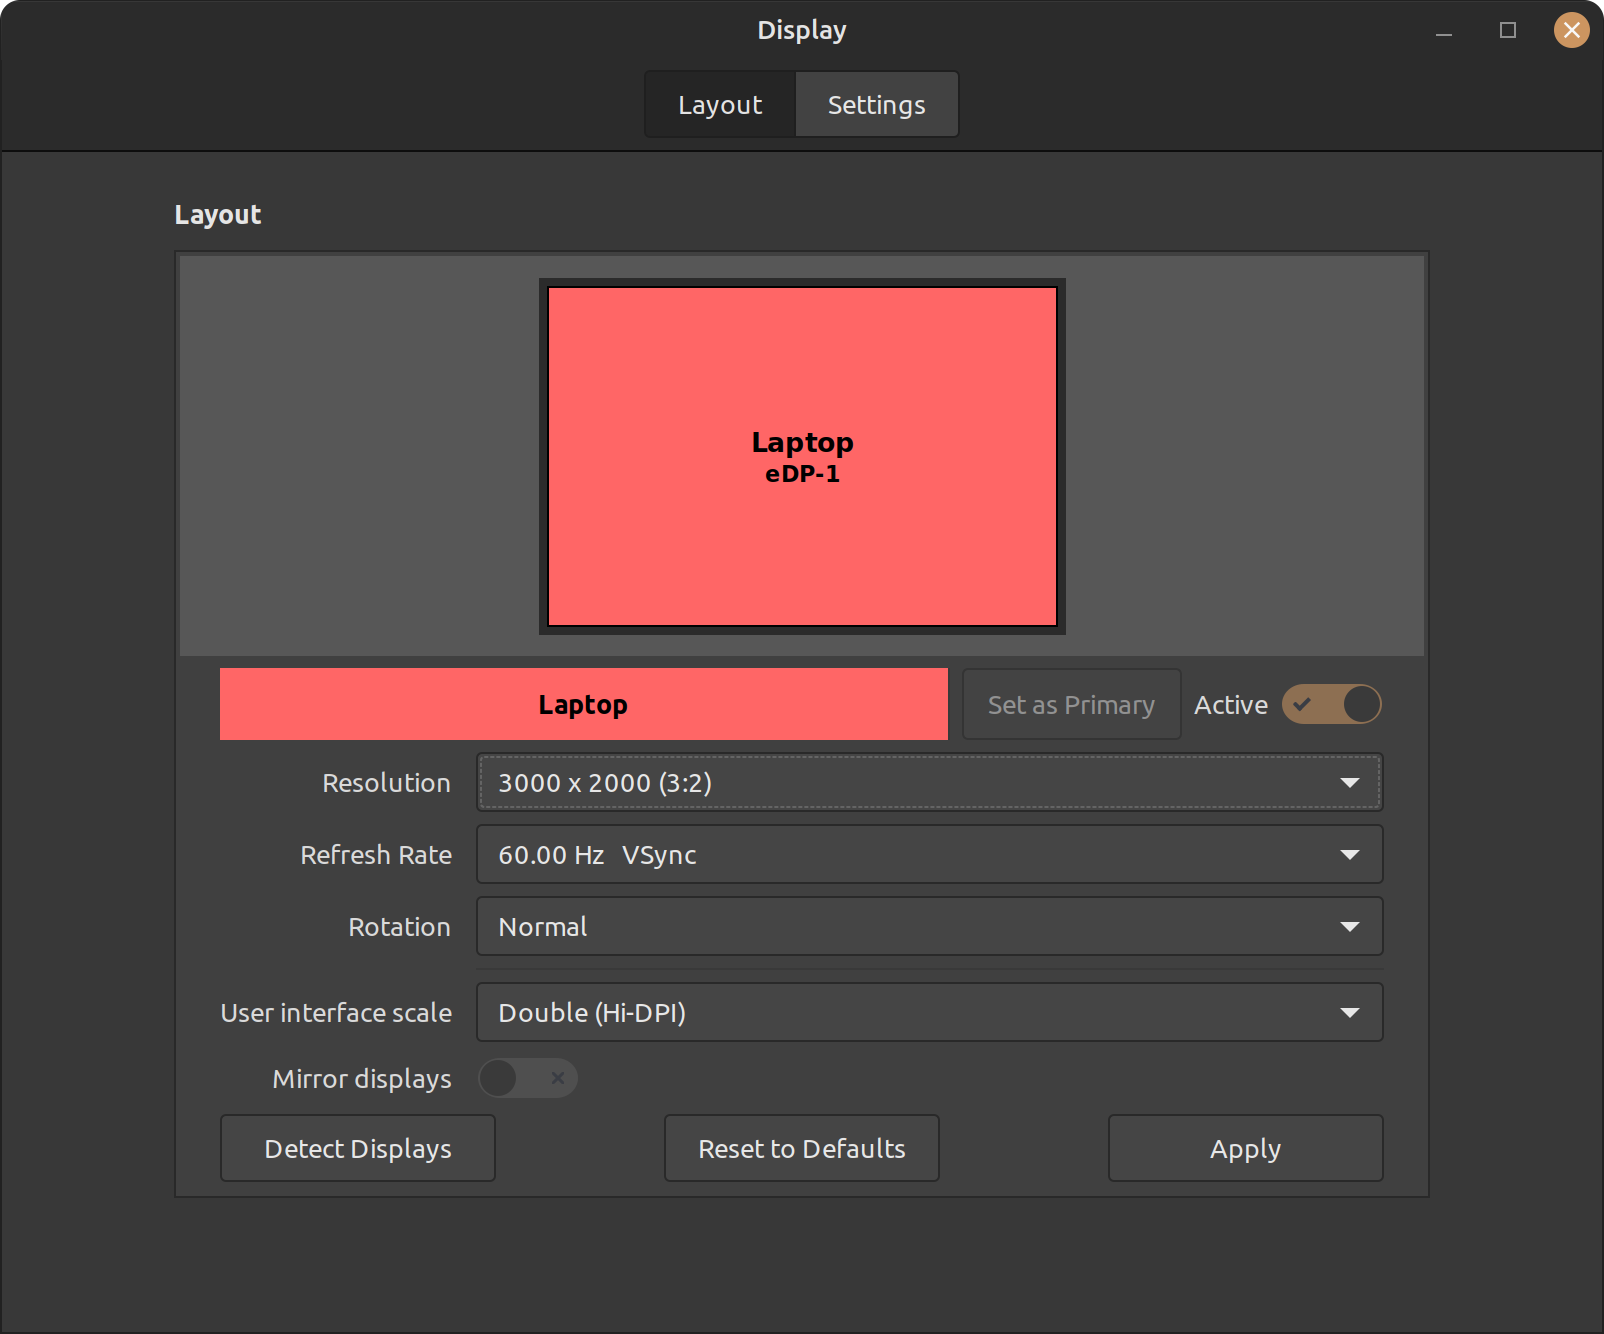 Display
Layout Settings
Layout
Laptop
eDP-1
Laptop Set as Primary Active
Resolution 3000 x 2000 (3:2)
Refresh Rate 60.00 Hz VSync
Rotation Normal
User interface scale Double (Hi-DPI)
Mirror displays
Detect Displays Reset to Defaults Apply